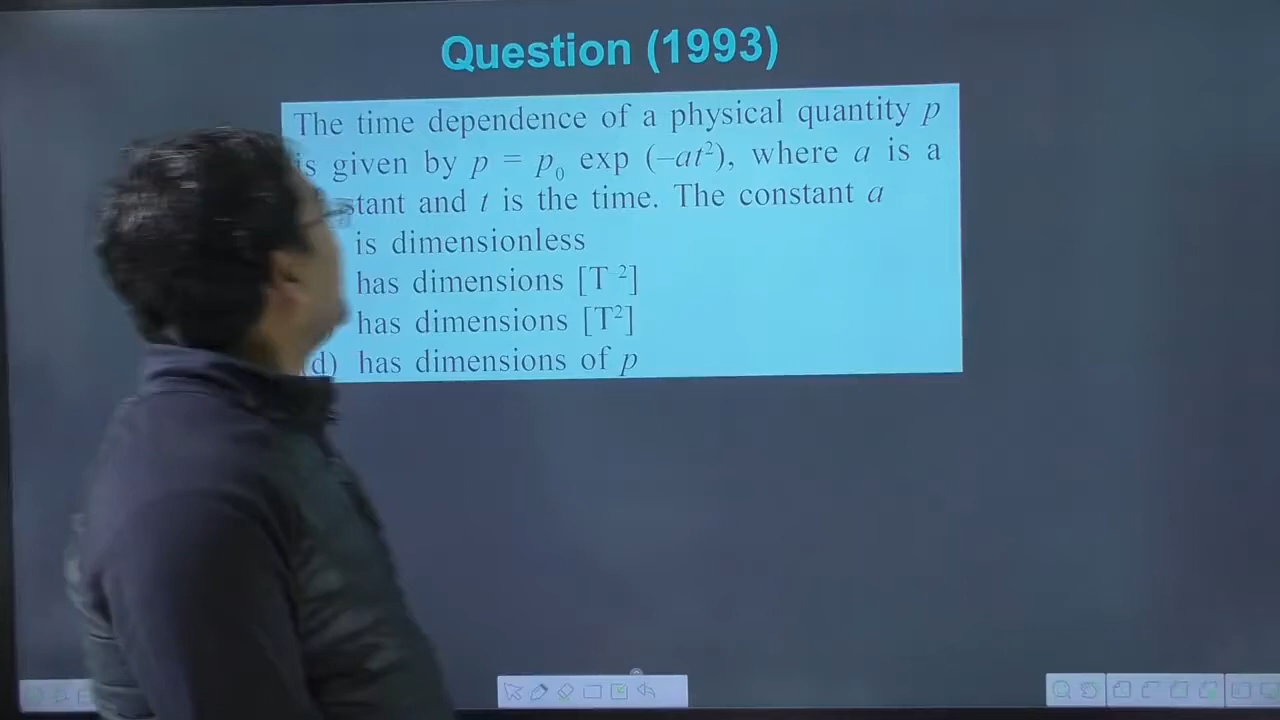 Question (1993)
The time dependence of a physical quantity p
is given by p = p₀ exp (–at²), where a is a
stant and t is the time. The constant a
is dimensionless
has dimensions [T ²]
has dimensions [T²]
(d) has dimensions of p